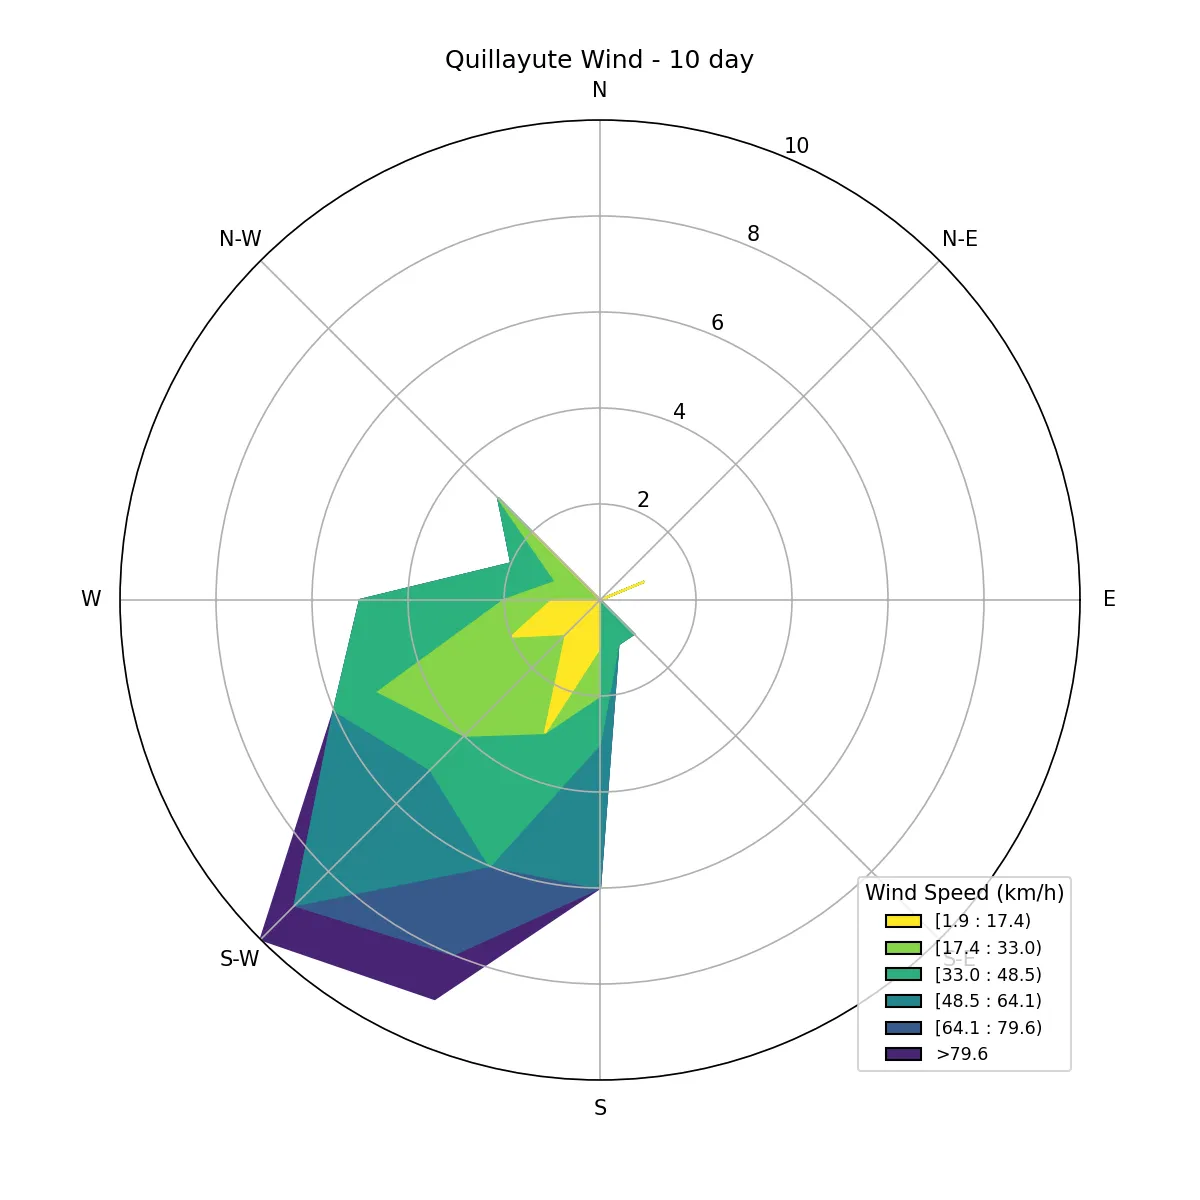 Quillayute Wind - 10 day
N
10
N-W
8
N-E
6
4
2
W
E
Wind Speed (km/h)
[1.9 : 17.4)
[17.4 : 33.0)
S-W
S-E
[33.0 : 48.5)
[48.5 : 64.1)
[64.1 : 79.6)
>79.6
S